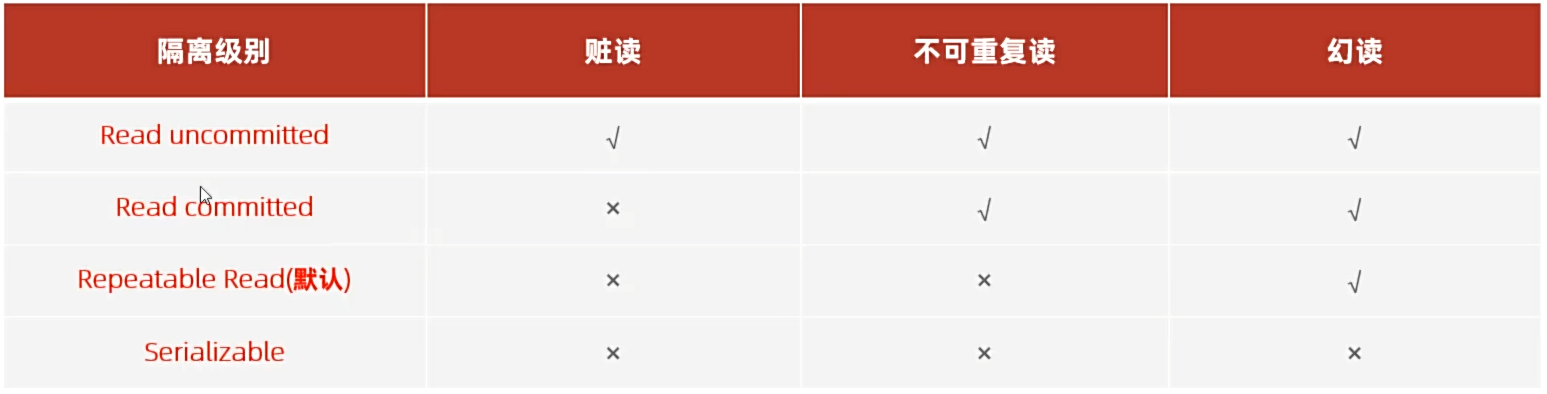 隔离级别 脏读 不可重复读 幻读
Read uncommitted √ √ √
Read committed × √ √
Repeatable Read(默认) × × √
Serializable × × ×